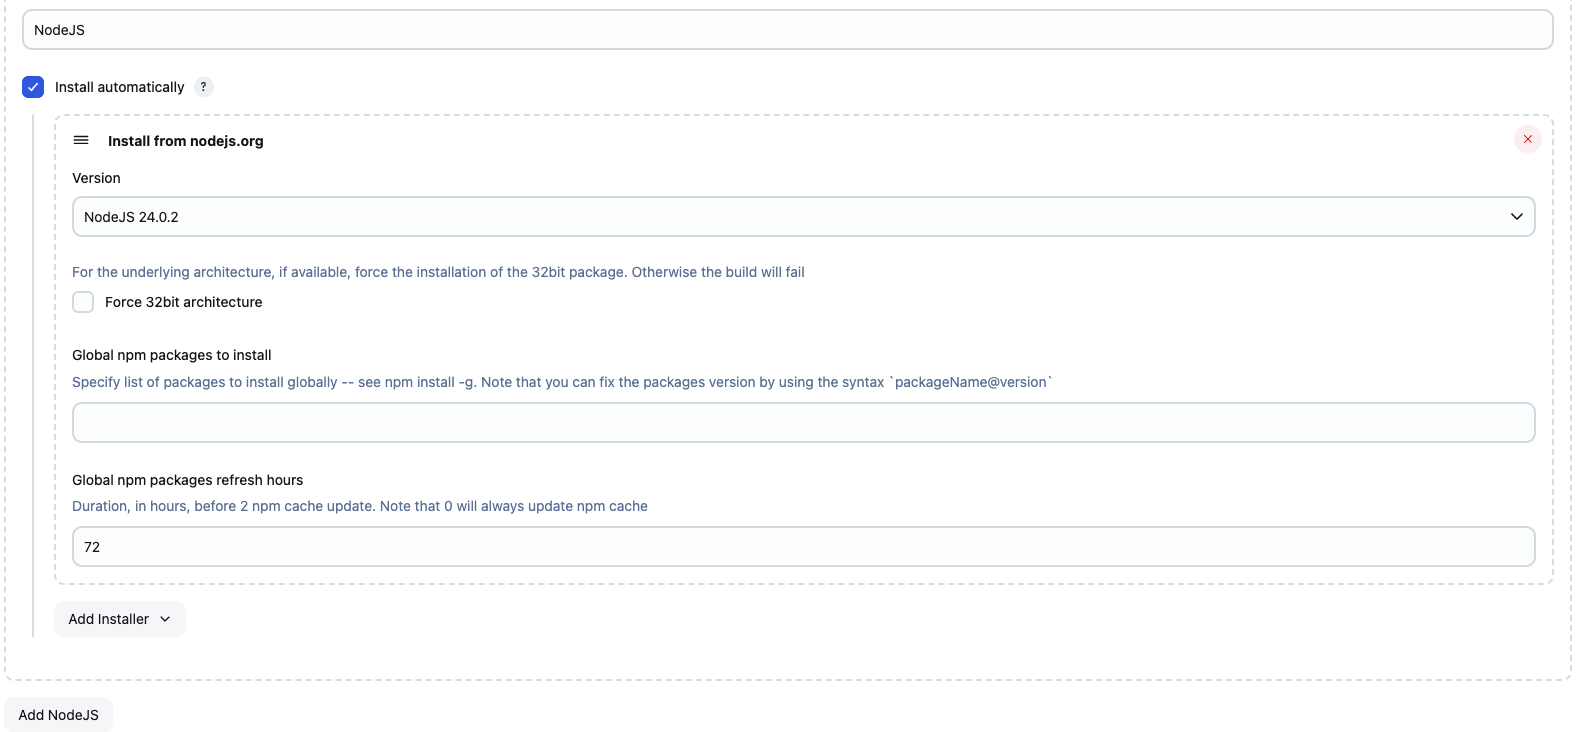 NodeJS
Install automatically ?
Install from nodejs.org
Version
NodeJS 24.0.2
For the underlying architecture, if available, force the installation of the 32bit package. Otherwise the build will fail
Force 32bit architecture
Global npm packages to install
Specify list of packages to install globally -- see npm install -g. Note that you can fix the packages version by using the syntax `packageName@version`
Global npm packages refresh hours
Duration, in hours, before 2 npm cache update. Note that 0 will always update npm cache
72
Add Installer
Add NodeJS